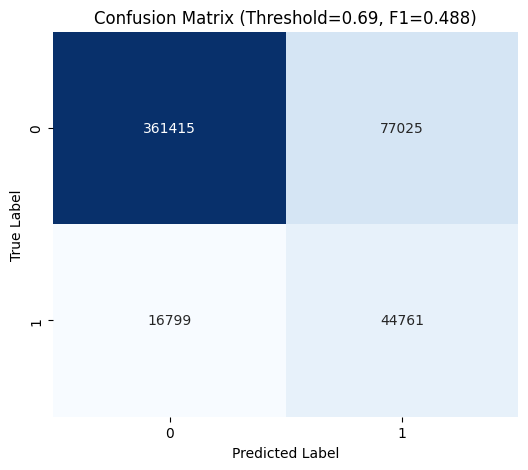 Confusion Matrix (Threshold=0.69, F1=0.488)
True Label
0
361415 77025
1
16799 44761
0 1
Predicted Label